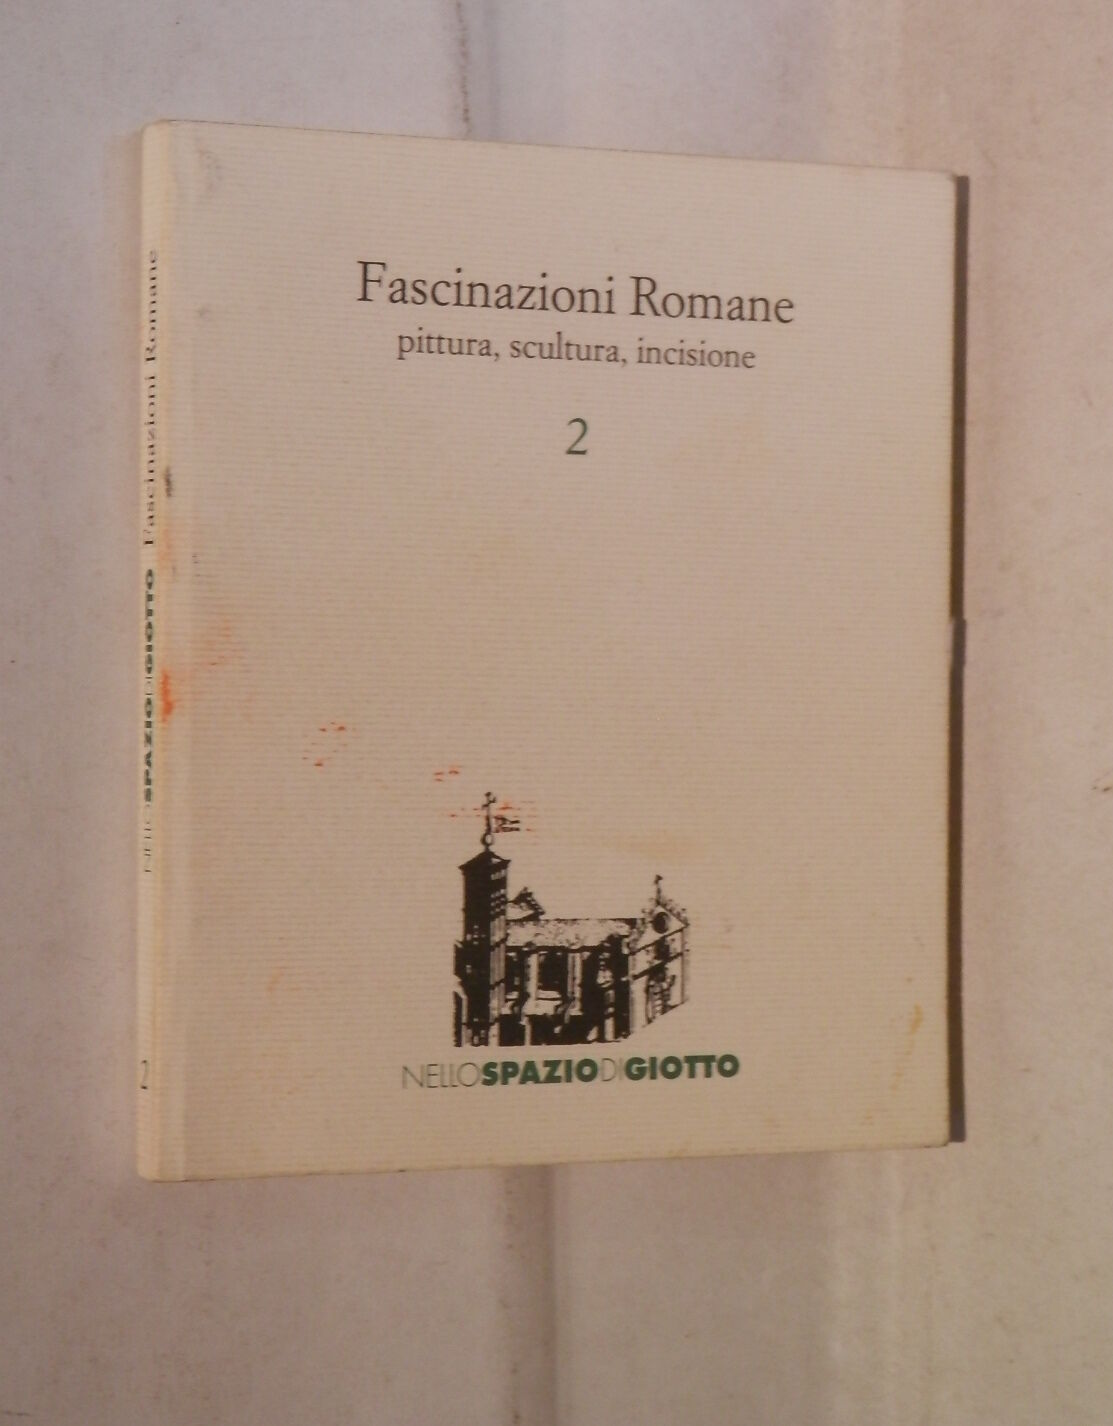 Fascinazioni Romane
pittura, scultura, incisione
2
NELLOSPAZIODIGIOTTO
NELLOSPAZIODIGIOTTO Fascinazioni Romane
2